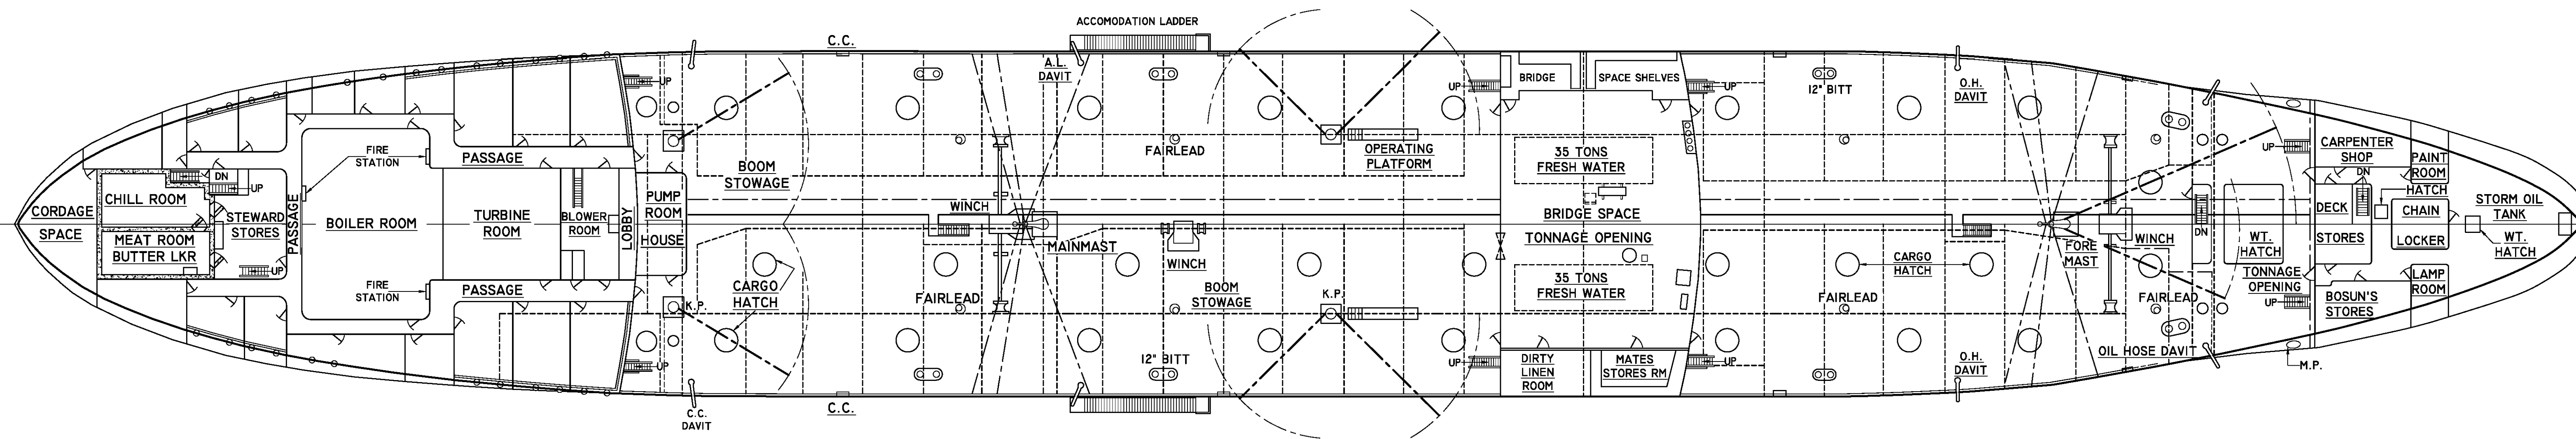 ACCOMODATION LADDER
C.C.
A.L.
DAVIT
UP
BRIDGE
SPACE SHELVES
UP
UP
12" BITT
O.H.
DAVIT
FIRE
STATION
PASSAGE
BOOM
STOWAGE
FAIRLEAD
OPERATING
PLATFORM
35 TONS
FRESH WATER
UP
CARPENTER
SHOP
PAINT
ROOM
DN
DN
UP
CHILL ROOM
CORDAGE
SPACE
STEWARD
STORES
PASSAGE
BOILER ROOM
TURBINE
ROOM
BLOWER
ROOM
LOBBY
PUMP
ROOM
HOUSE
WINCH
MAINMAST
WINCH
BRIDGE SPACE
TONNAGE OPENING
FORE
MAST
WINCH
DN
WT.
HATCH
DECK
STORES
HATCH
CHAIN
LOCKER
STORM OIL
TANK
WT.
HATCH
MEAT ROOM
BUTTER LKR
UP
FIRE
STATION
PASSAGE
K.P.
CARGO
HATCH
FAIRLEAD
BOOM
STOWAGE
K.P.
35 TONS
FRESH WATER
CARGO
HATCH
FAIRLEAD
FAIRLEAD
TONNAGE
OPENING
UP
LAMP
ROOM
BOSUN'S
STORES
UP
12" BITT
UP
DIRTY
LINEN
ROOM
MATES
STORES RM
UP
O.H.
DAVIT
OIL HOSE DAVIT
M.P.
C.C.
DAVIT
C.C.